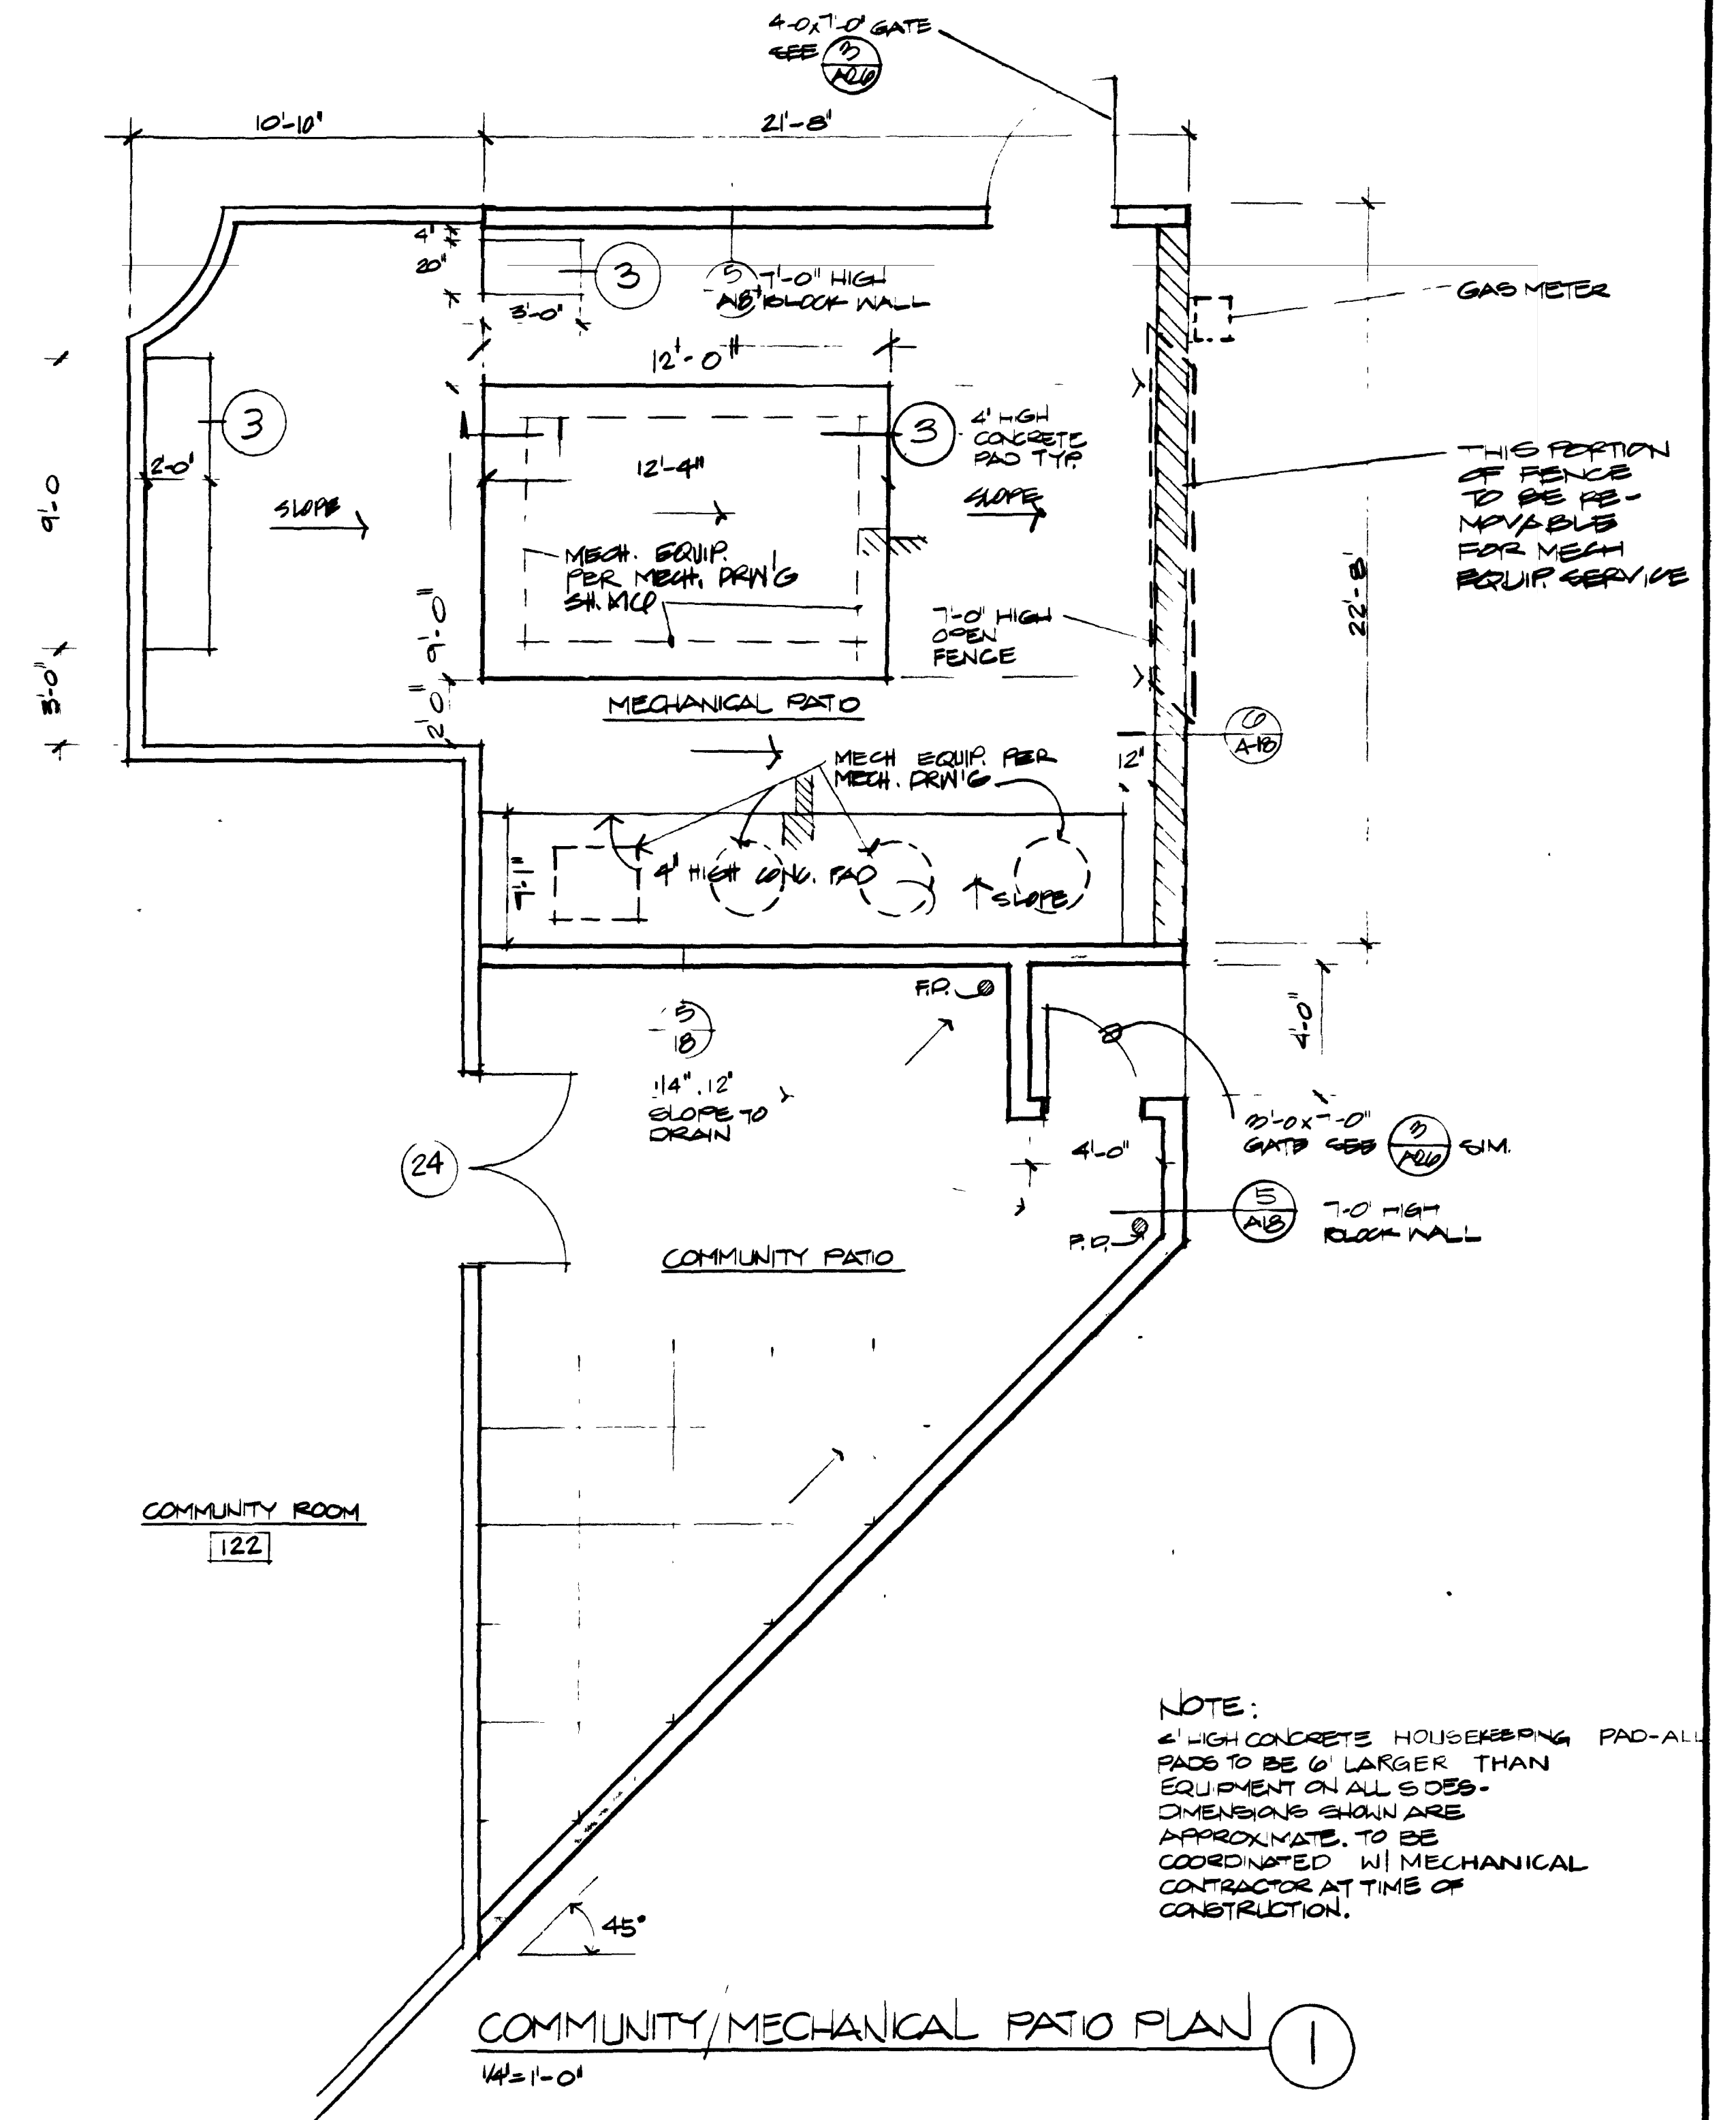 4-0x7-0" GATE
SEE 3
A26
10'-10"
21'-8"
4"
20"
3
3'-0"
5
A18
7'-0" HIGH
BLOCK WALL
GAS METER
12'-0"
3
2'-0"
9'-0
SLOPE
12'-4"
3
4" HIGH
CONCRETE
PAD TYP.
SLOPE
THIS PORTION
OF FENCE
TO BE RE-
MOVABLE
FOR MECH
EQUIP. SERVICE
MECH. EQUIP.
PER MECH. DRW'G
SH.
22'-8"
9'-0"
7'-0" HIGH
OPEN
FENCE
3'-0"
2'-0"
MECHANICAL PATIO
6
A-18
12"
MECH EQUIP. PER
MECH. DRW'G
4" HIGH CONC. PAD
SLOPE
F.D.
5
18
4'-0"
1/4" . 12"
SLOPE TO
DRAIN
24
4'-0"
3'-0x7-0"
GATE SEE 3
A26
SIM.
5
A18
7-0" HIGH
BLOCK WALL
F.D.
COMMUNITY PATIO
COMMUNITY ROOM
122
NOTE:
4" HIGH CONCRETE HOUSEKEEPING PAD-ALL
PADS TO BE 6" LARGER THAN
EQUIPMENT ON ALL SIDES-
DIMENSIONS SHOWN ARE
APPROXIMATE. TO BE
COORDINATED W/ MECHANICAL
CONTRACTOR AT TIME OF
CONSTRUCTION.
45°
COMMUNITY/MECHANICAL PATIO PLAN 1
1/4"=1'-0"